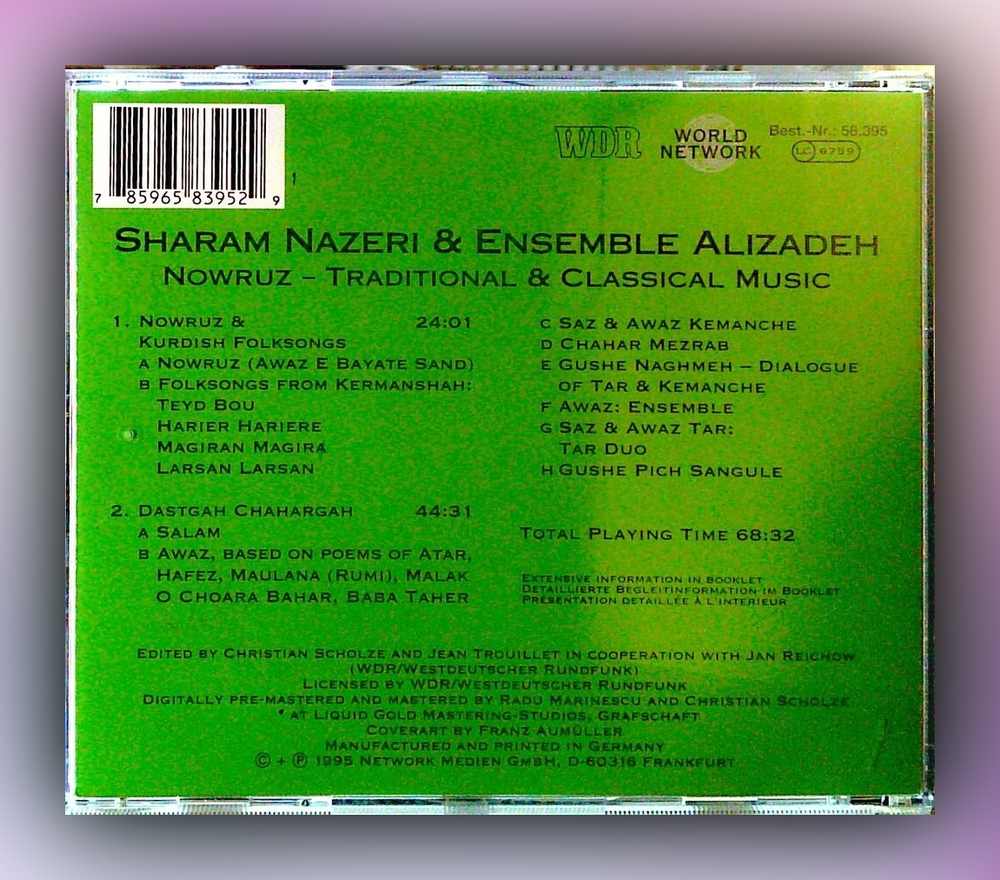 7 85965 83952 9
WDR
WORLD
NETWORK
Best.-Nr.: 58.395
LC 6759
SHARAM NAZERI & ENSEMBLE ALIZADEH
NOWRUZ – TRADITIONAL & CLASSICAL MUSIC
1. NOWRUZ & 24:01
KURDISH FOLKSONGS
A NOWRUZ (AWAZ E BAYATE SAND)
B FOLKSONGS FROM KERMANSHAH:
TEYD BOU
HARIER HARIERE
MAGIRAN MAGIRA
LARSAN LARSAN
2. DASTGAH CHAHARGAH 44:31
A SALAM
B AWAZ, BASED ON POEMS OF ATAR,
HAFEZ, MAULANA (RUMI), MALAK
O CHOARA BAHAR, BABA TAHER
C SAZ & AWAZ KEMANCHE
D CHAHAR MEZRAB
E GUSHE NAGHMEH – DIALOGUE
OF TAR & KEMANCHE
F AWAZ: ENSEMBLE
G SAZ & AWAZ TAR:
TAR DUO
H GUSHE PICH SANGULE
TOTAL PLAYING TIME 68:32
EXTENSIVE INFORMATION IN BOOKLET
DETAILLIERTE BEGLEITINFORMATION IM BOOKLET
PRÉSENTATION DÉTAILLÉE À L'INTERIEUR
EDITED BY CHRISTIAN SCHOLZE AND JEAN TROUILLET IN COOPERATION WITH JAN REICHOW
(WDR/WESTDEUTSCHER RUNDFUNK)
LICENSED BY WDR/WESTDEUTSCHER RUNDFUNK
DIGITALLY PRE-MASTERED AND MASTERED BY RADU MARINESCU AND CHRISTIAN SCHOLZE
AT LIQUID GOLD MASTERING-STUDIOS, GRAFSCHAFT
COVERART BY FRANZ AUMÜLLER
MANUFACTURED AND PRINTED IN GERMANY
© + ℗ 1995 NETWORK MEDIEN GMBH, D-60316 FRANKFURT